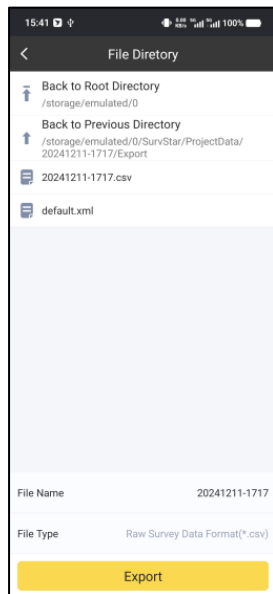 15:41 100%
File Diretory
Back to Root Directory
/storage/emulated/0
Back to Previous Directory
/storage/emulated/0/SurvStar/ProjectData/
20241211-1717/Export
20241211-1717.csv
default.xml
File Name 20241211-1717
File Type Raw Survey Data Format(*.csv)
Export